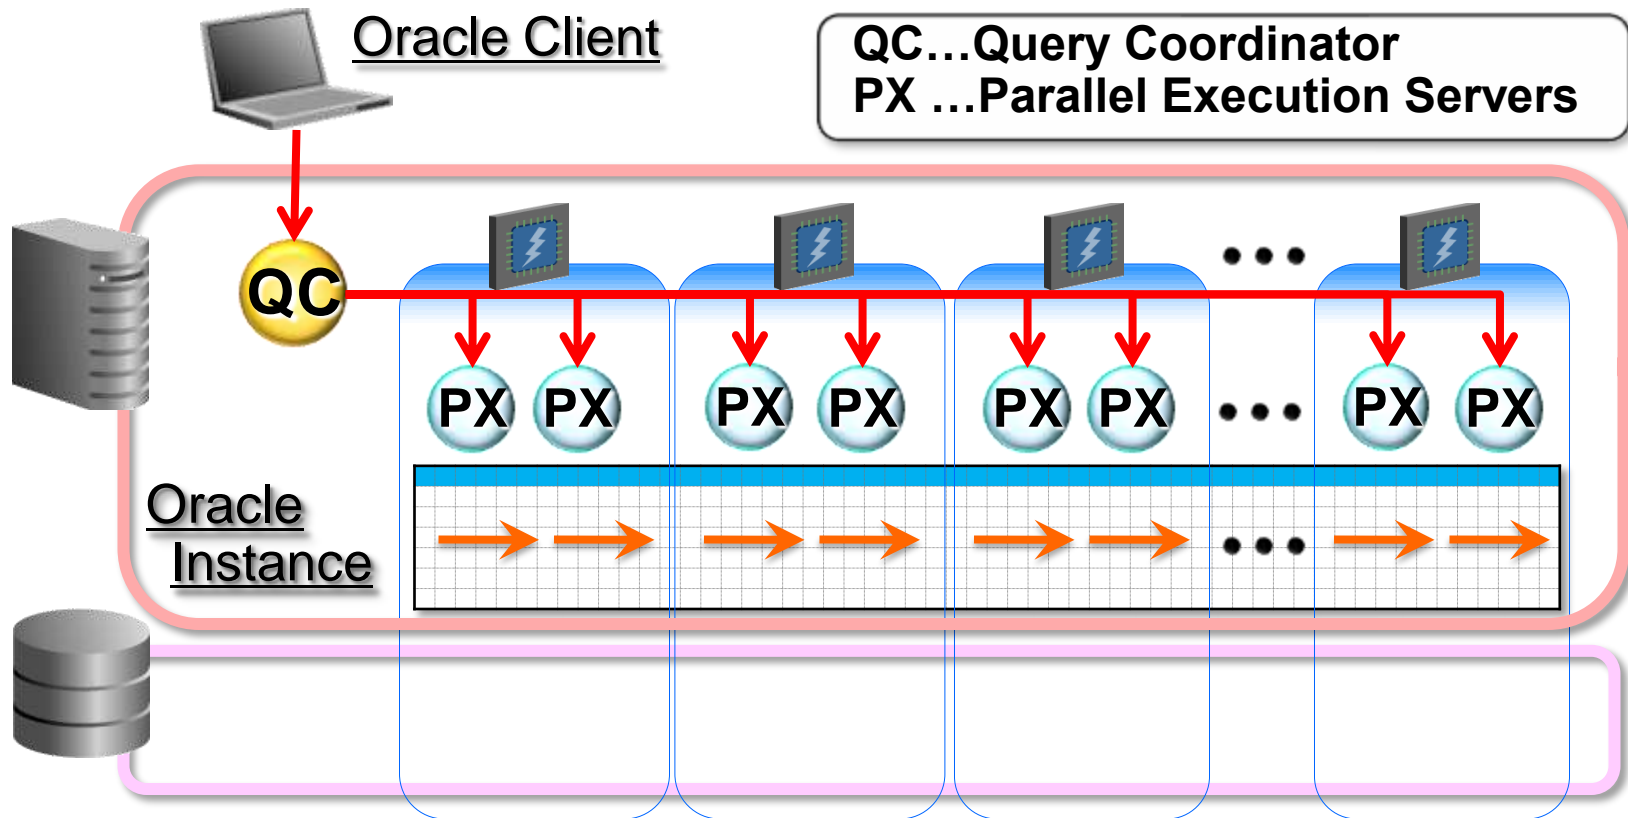 Oracle Client
QC…Query Coordinator
PX …Parallel Execution Servers
QC
PX PX PX PX PX PX PX PX
Oracle
Instance